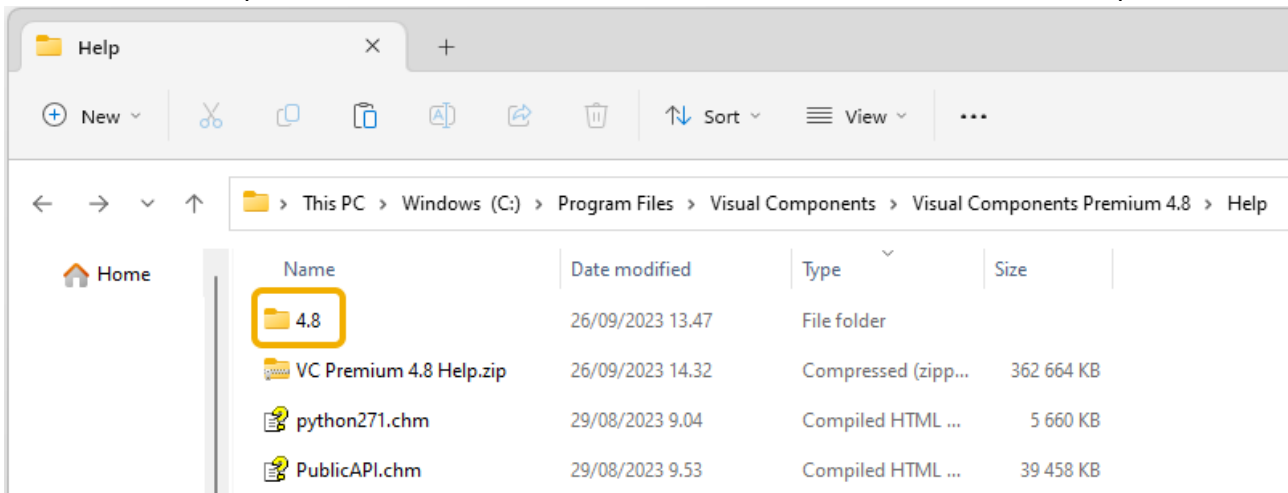 Help
New
Sort
View
This PC > Windows (C:) > Program Files > Visual Components > Visual Components Premium 4.8 > Help
Home
Name Date modified Type Size
4.8 26/09/2023 13.47 File folder
VC Premium 4.8 Help.zip 26/09/2023 14.32 Compressed (zipp... 362 664 KB
python271.chm 29/08/2023 9.04 Compiled HTML ... 5 660 KB
PublicAPI.chm 29/08/2023 9.53 Compiled HTML ... 39 458 KB